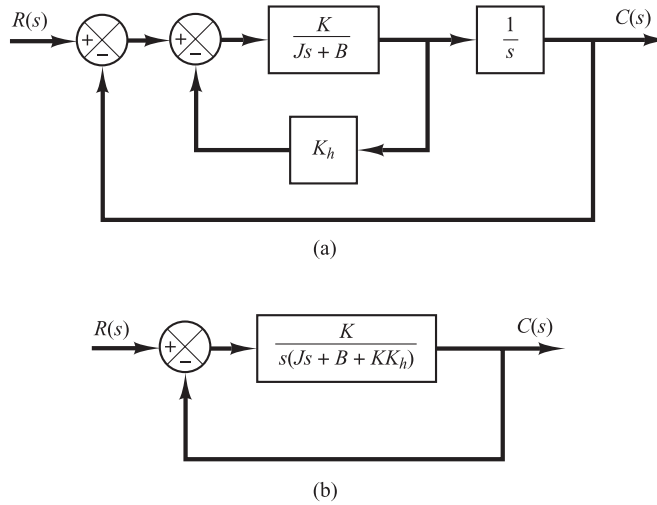 R(s)
C(s)
+
−
+
−
K
Js + B
1
s
K_h
(a)
R(s)
C(s)
+
−
K
s(Js + B + KK_h)
(b)